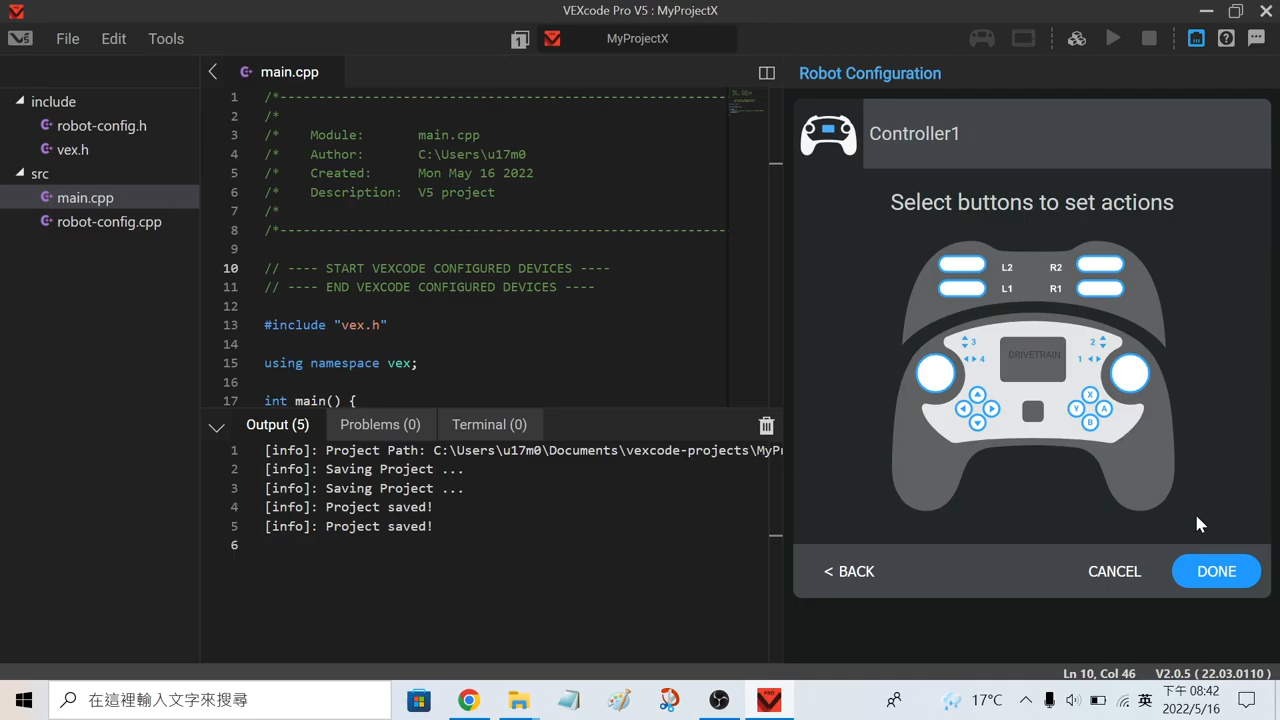 VEXcode Pro V5 : MyProjectX
V5
File
Edit
Tools
1
MyProjectX
include
robot-config.h
vex.h
src
main.cpp
robot-config.cpp
main.cpp
1 /*----------------------------------------------------------
2 /*
3 /*    Module:       main.cpp
4 /*    Author:       C:\Users\u17m0
5 /*    Created:      Mon May 16 2022
6 /*    Description:  V5 project
7 /*
8 /*----------------------------------------------------------
9
10 // ---- START VEXCODE CONFIGURED DEVICES ----
11 // ---- END VEXCODE CONFIGURED DEVICES ----
12
13 #include "vex.h"
14
15 using namespace vex;
16
17 int main() {
Output (5)
Problems (0)
Terminal (0)
1 [info]: Project Path: C:\Users\u17m0\Documents\vexcode-projects\MyPr
2 [info]: Saving Project ...
3 [info]: Saving Project ...
4 [info]: Project saved!
5 [info]: Project saved!
6
Robot Configuration
Controller1
Select buttons to set actions
L2
R2
L1
R1
3
2
4
1
DRIVETRAIN
X
Y
A
B
< BACK
CANCEL
DONE
Ln 10, Col 46
V2.0.5 ( 22.03.0110 )
在這裡輸入文字來搜尋
PRO
17°C
英
下午 08:42
2022/5/16